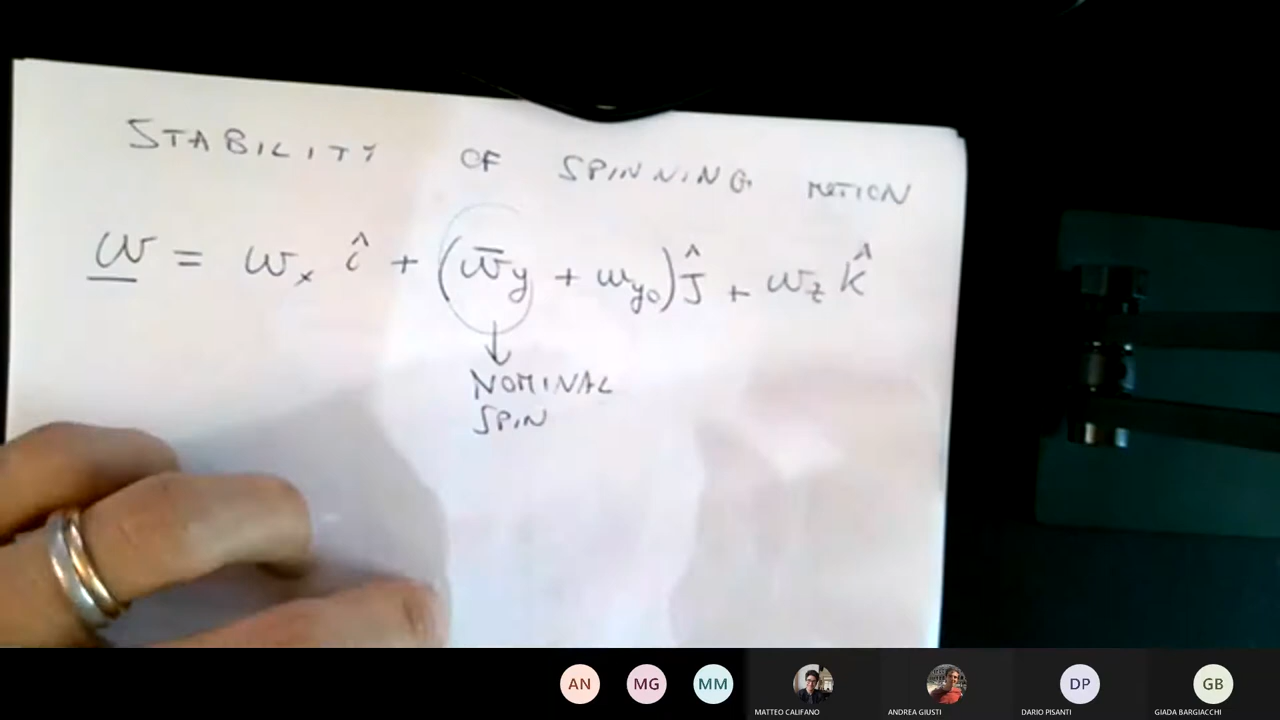 STABILITY OF SPINNING MOTION
ω = ωx î + (ω̄y + ωy0) ĵ + ωz k̂
NOMINAL
SPIN
AN MG MM DP GB
MATTEO CALIFANO ANDREA GIUSTI DARIO PISANTI GIADA BARGIACCHI